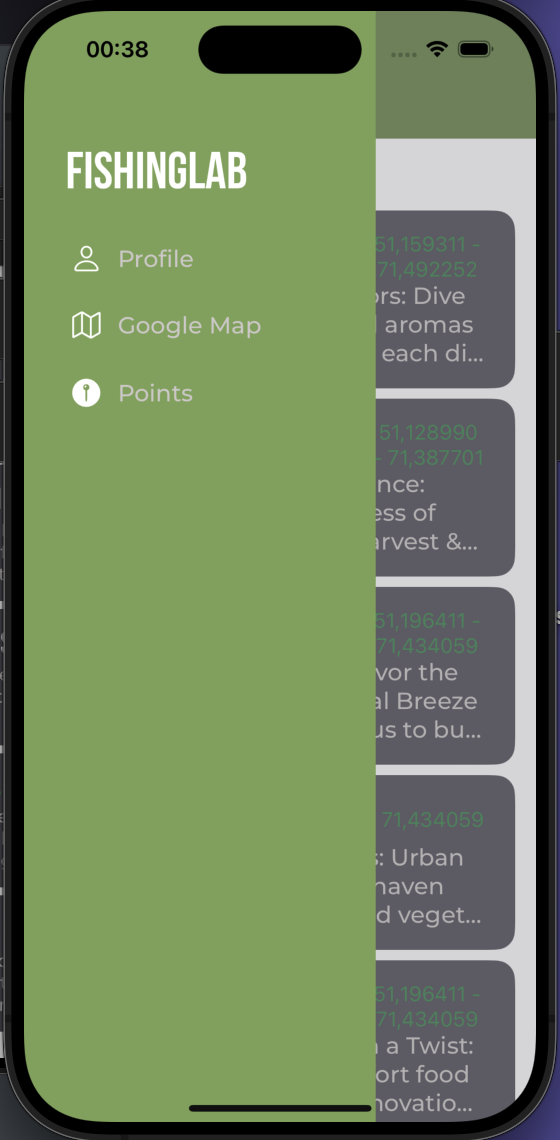 00:38
FISHINGLAB
Profile
Google Map
Points
51,159311 -
71,492252
ors: Dive
aromas
each di...
51,128990
- 71,387701
nce:
ess of
arvest &...
51,196411 -
71,434059
vor the
al Breeze
us to bu...
71,434059
s: Urban
haven
d veget...
51,196411 -
71,434059
a Twist:
ort food
novatio...